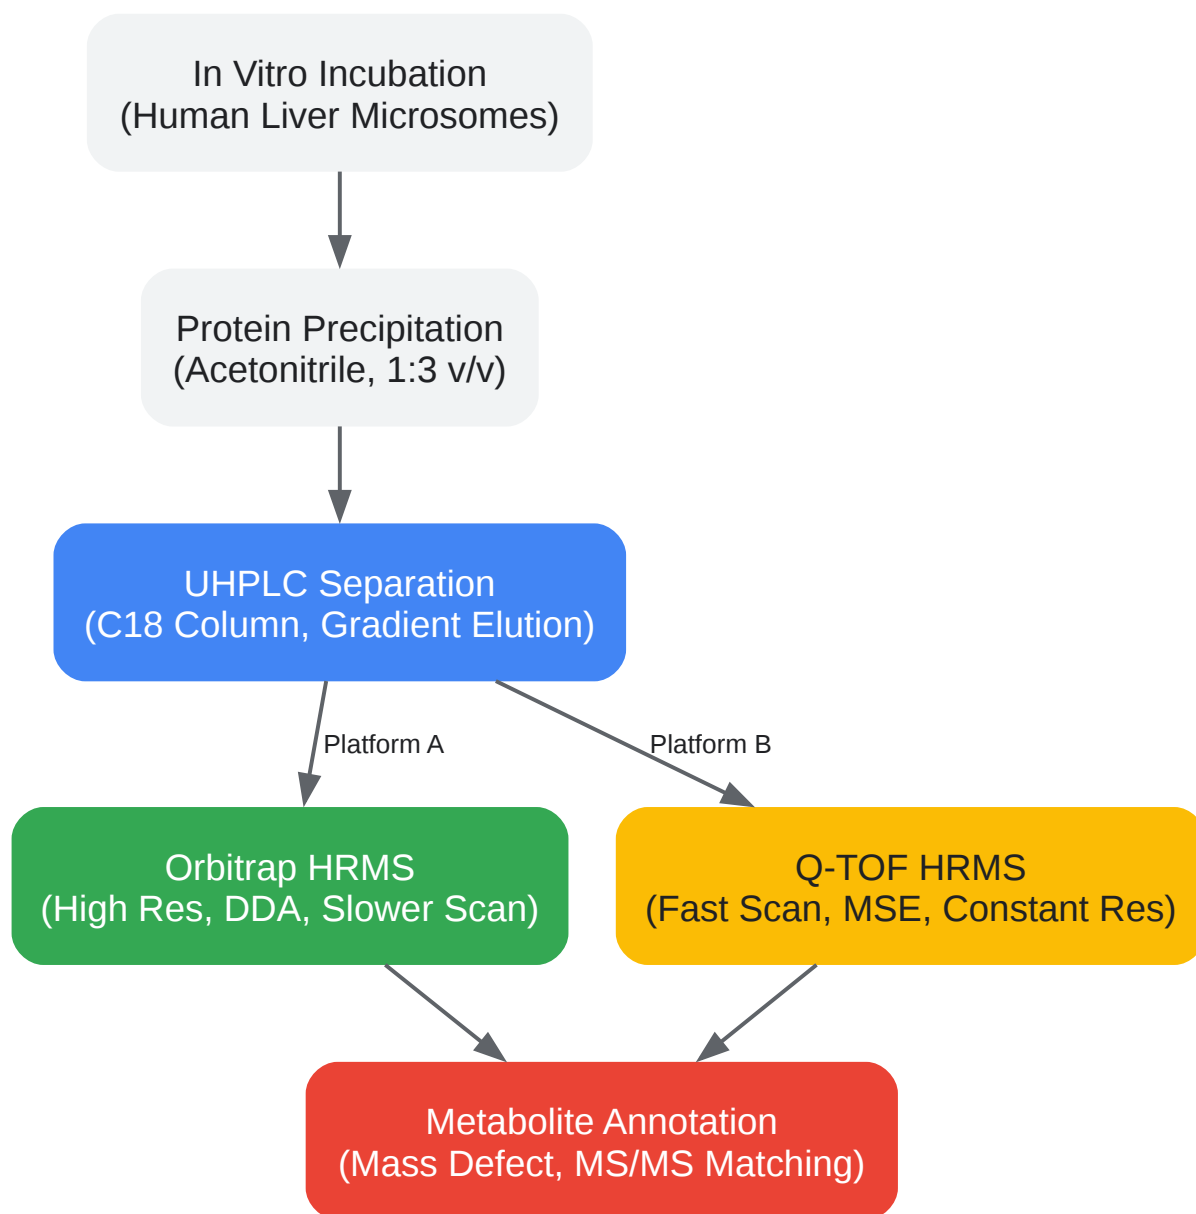 In Vitro Incubation
(Human Liver Microsomes)
Protein Precipitation
(Acetonitrile, 1:3 v/v)
UHPLC Separation
(C18 Column, Gradient Elution)
Platform A
Platform B
Orbitrap HRMS
(High Res, DDA, Slower Scan)
Q-TOF HRMS
(Fast Scan, MSE, Constant Res)
Metabolite Annotation
(Mass Defect, MS/MS Matching)